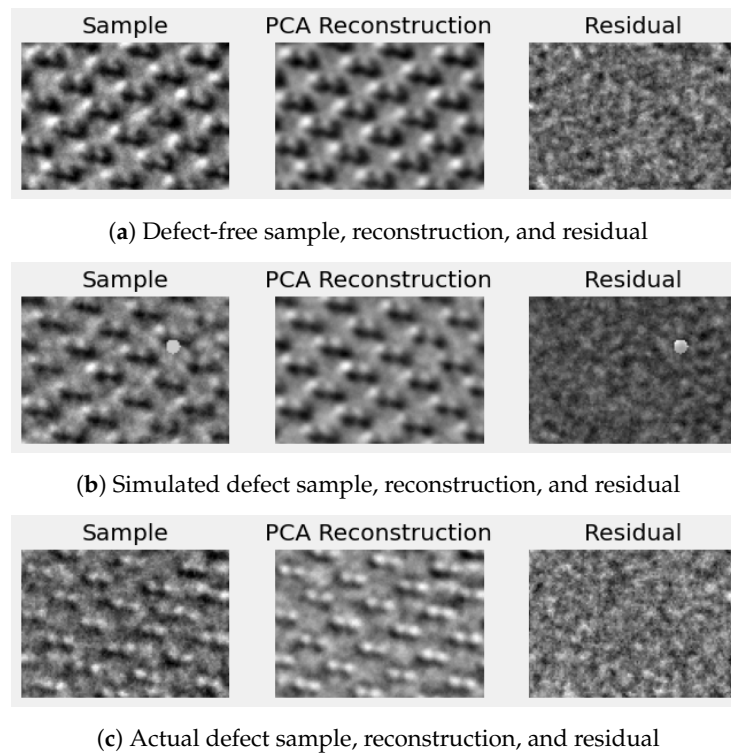 Sample PCA Reconstruction Residual
(a) Defect-free sample, reconstruction, and residual
Sample PCA Reconstruction Residual
(b) Simulated defect sample, reconstruction, and residual
Sample PCA Reconstruction Residual
(c) Actual defect sample, reconstruction, and residual